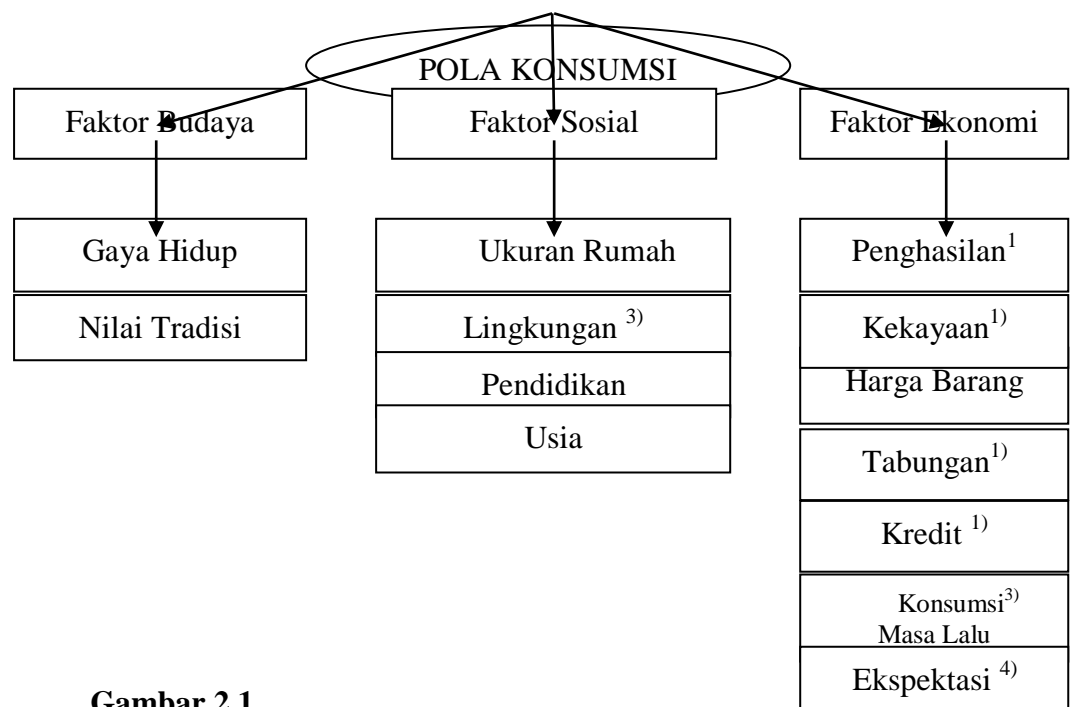 POLA KONSUMSI
Faktor Budaya
Faktor Sosial
Faktor Ekonomi
Gaya Hidup
Nilai Tradisi
Ukuran Rumah
Lingkungan 3)
Pendidikan
Usia
Penghasilan1
Kekayaan1)
Harga Barang
Tabungan1)
Kredit 1)
Konsumsi3)
Masa Lalu
Ekspektasi 4)
Gambar 2.1